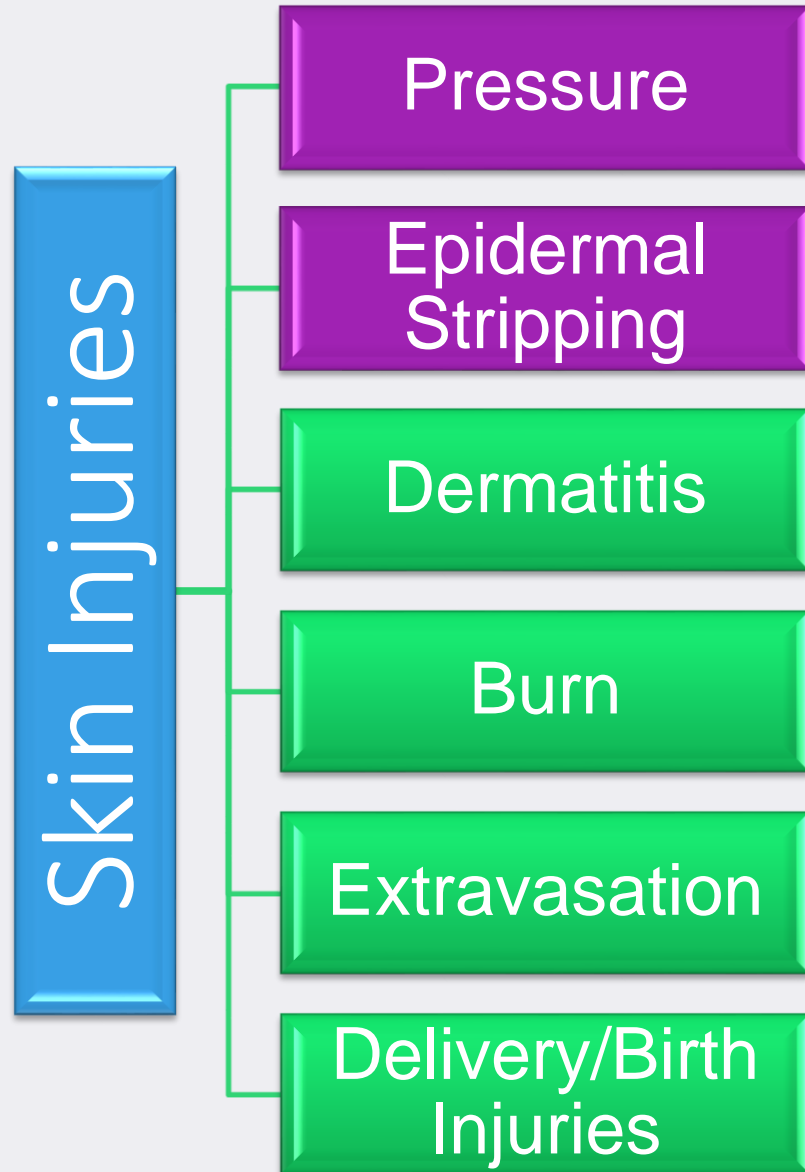 Skin Injuries
Pressure
Epidermal
Stripping
Dermatitis
Burn
Extravasation
Delivery/Birth
Injuries